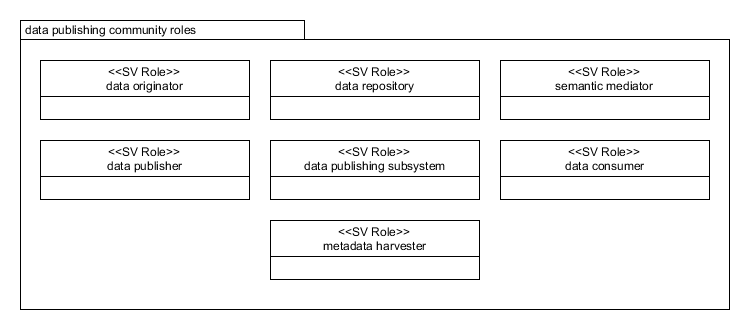 data publishing community roles
<<SV Role>>
data originator
<<SV Role>>
data repository
<<SV Role>>
semantic mediator
<<SV Role>>
data publisher
<<SV Role>>
data publishing subsystem
<<SV Role>>
data consumer
<<SV Role>>
metadata harvester